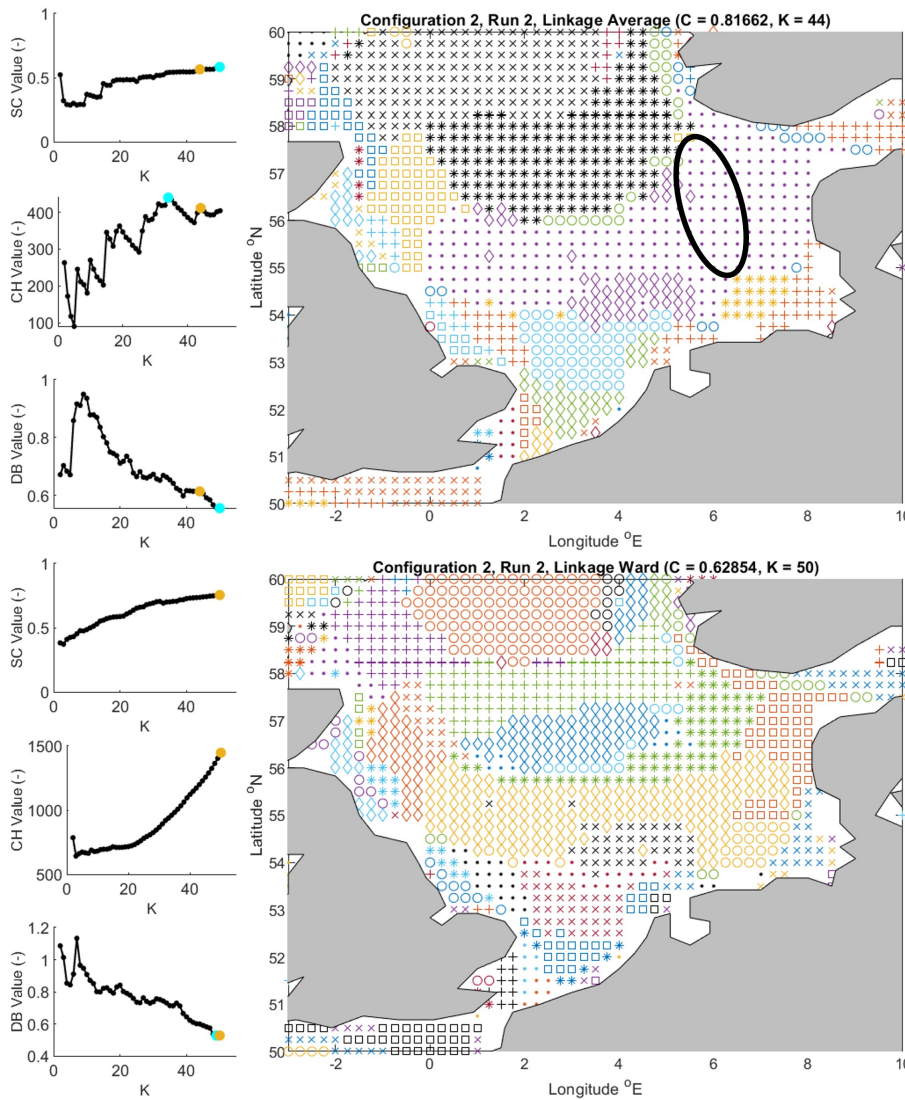 Configuration 2, Run 2, Linkage Average (C = 0.81662, K = 44)
1
0.5
0
SC Value (-)
0 20 40
K
400
300
200
100
CH Value (-)
0 20 40
K
1
0.8
0.6
DB Value (-)
0 20 40
K
60
59
58
57
56
55
54
53
52
51
50
Latitude °N
-2 0 2 4 6 8 10
Longitude °E
Configuration 2, Run 2, Linkage Ward (C = 0.62854, K = 50)
1
0.5
0
SC Value (-)
0 20 40
K
1500
1000
500
CH Value (-)
0 20 40
K
1.2
1
0.8
0.6
0.4
DB Value (-)
0 20 40
K
60
59
58
57
56
55
54
53
52
51
50
Latitude °N
-2 0 2 4 6 8 10
Longitude °E